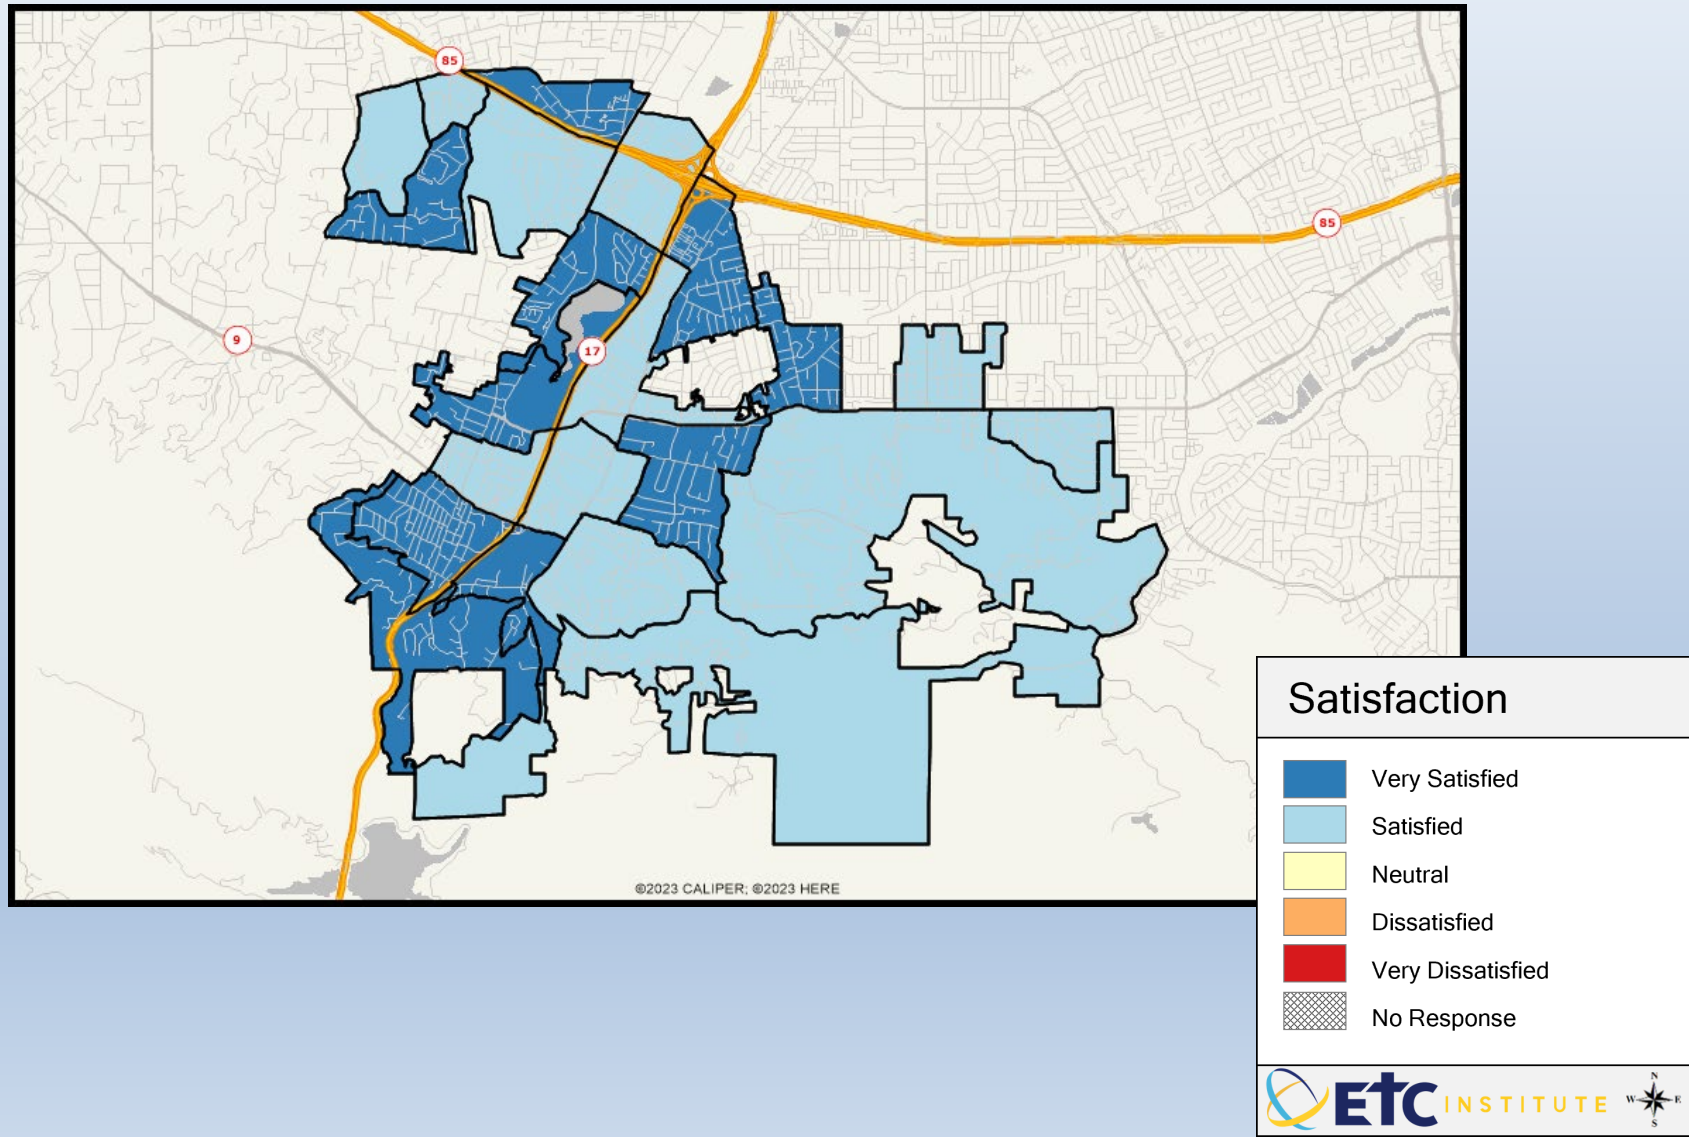 85
85
9
17
©2023 CALIPER; ©2023 HERE
Satisfaction
Very Satisfied
Satisfied
Neutral
Dissatisfied
Very Dissatisfied
No Response
ETC INSTITUTE
N
W E
S